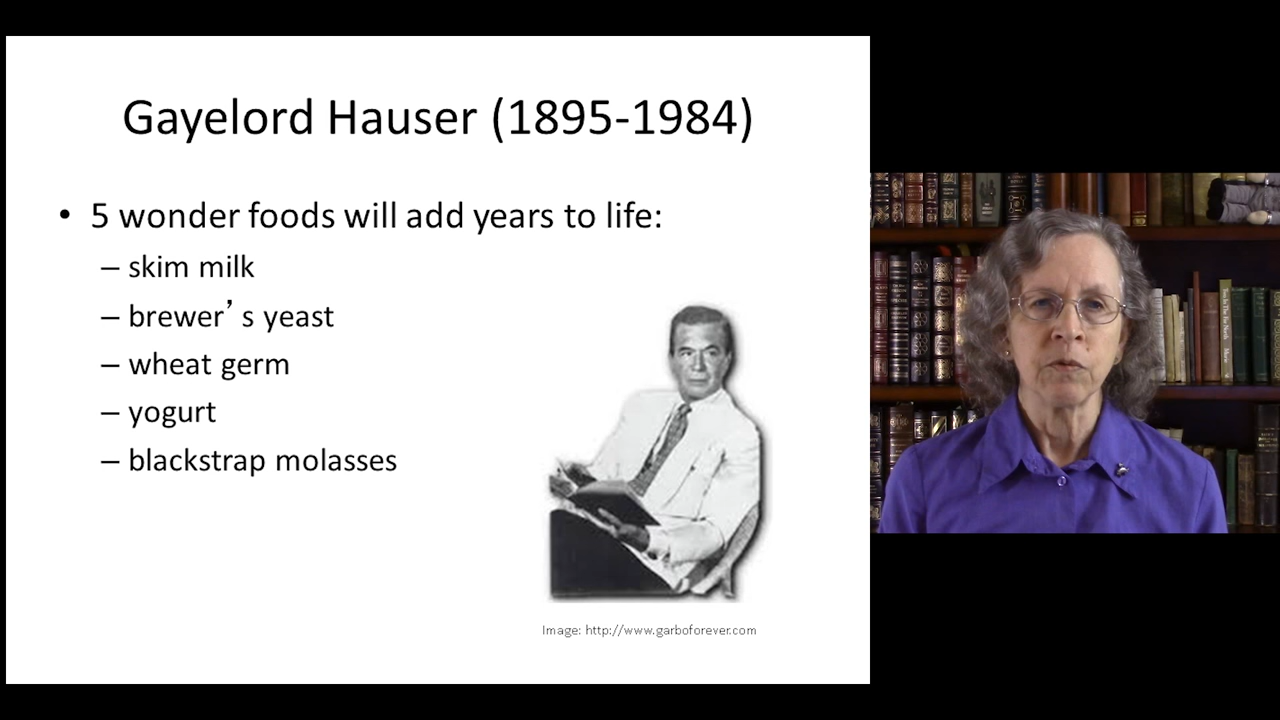 Gayelord Hauser (1895-1984)
• 5 wonder foods will add years to life:
– skim milk
– brewer’ s yeast
– wheat germ
– yogurt
– blackstrap molasses
Image: http://www.garboforever.com